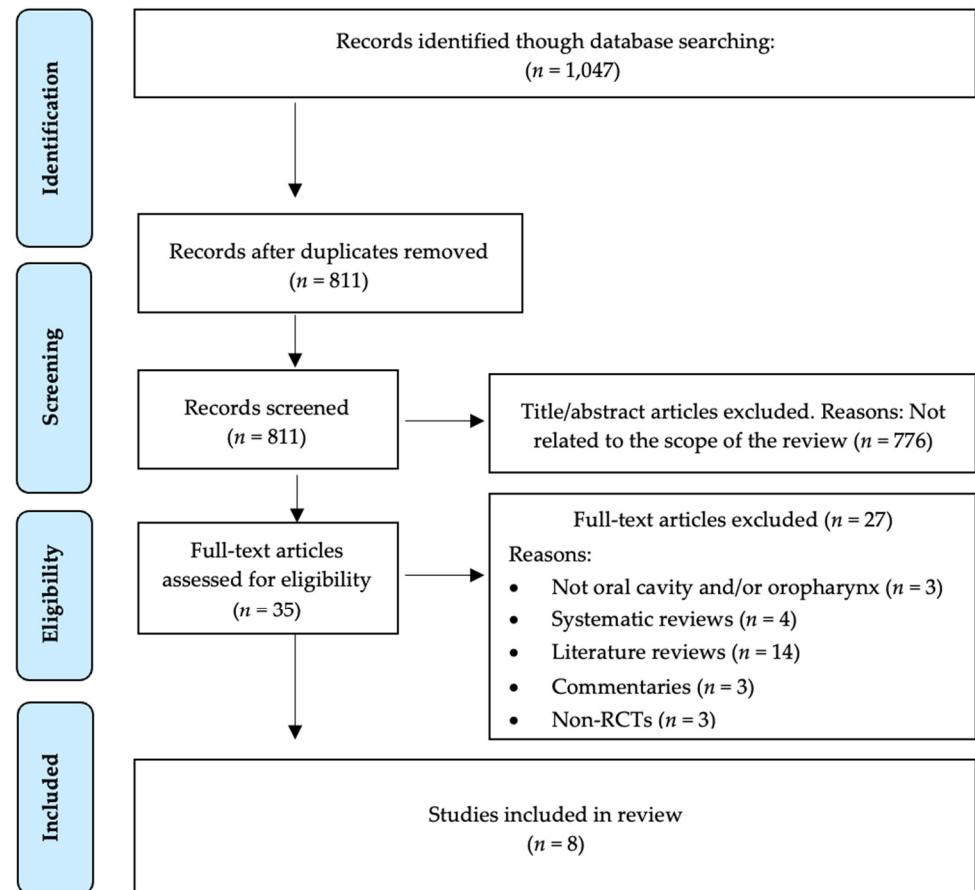 Identification
Records identified though database searching:
(n = 1,047)
Records after duplicates removed
(n = 811)
Screening
Records screened
(n = 811)
Title/abstract articles excluded. Reasons: Not
related to the scope of the review (n = 776)
Eligibility
Full-text articles
assessed for eligibility
(n = 35)
Full-text articles excluded (n = 27)
Reasons:
• Not oral cavity and/or oropharynx (n = 3)
• Systematic reviews (n = 4)
• Literature reviews (n = 14)
• Commentaries (n = 3)
• Non-RCTs (n = 3)
Included
Studies included in review
(n = 8)